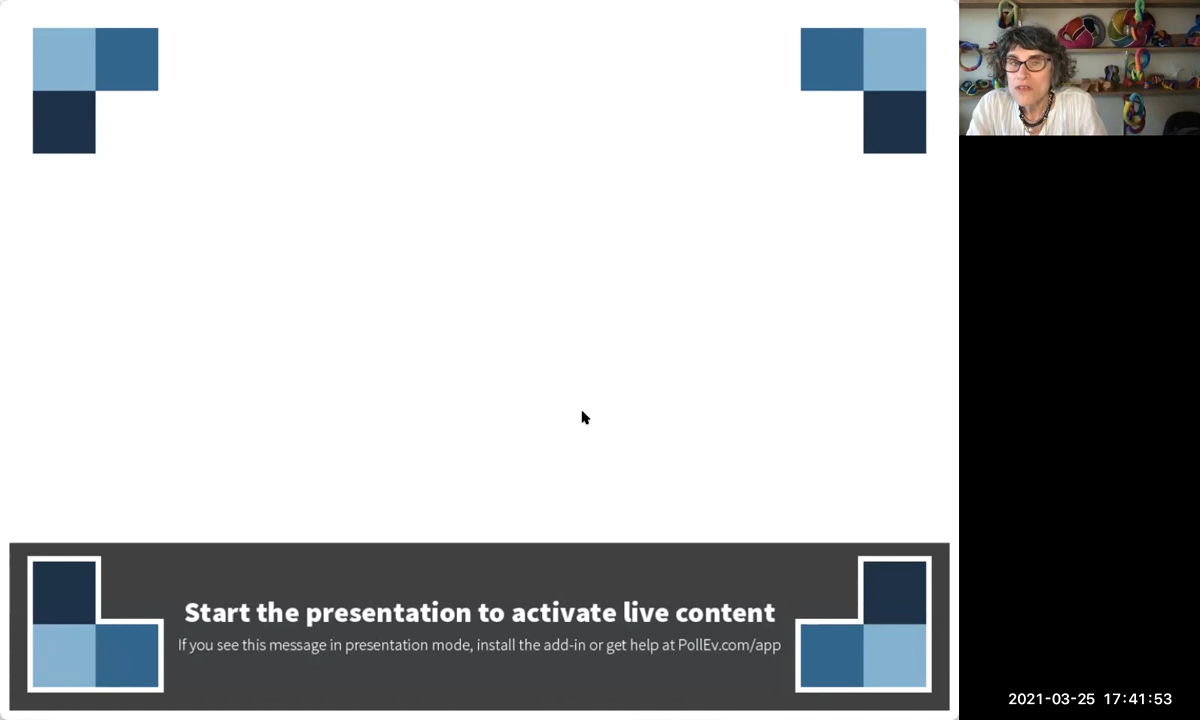 Start the presentation to activate live content
If you see this message in presentation mode, install the add-in or get help at PollEv.com/app
2021-03-25 17:41:53